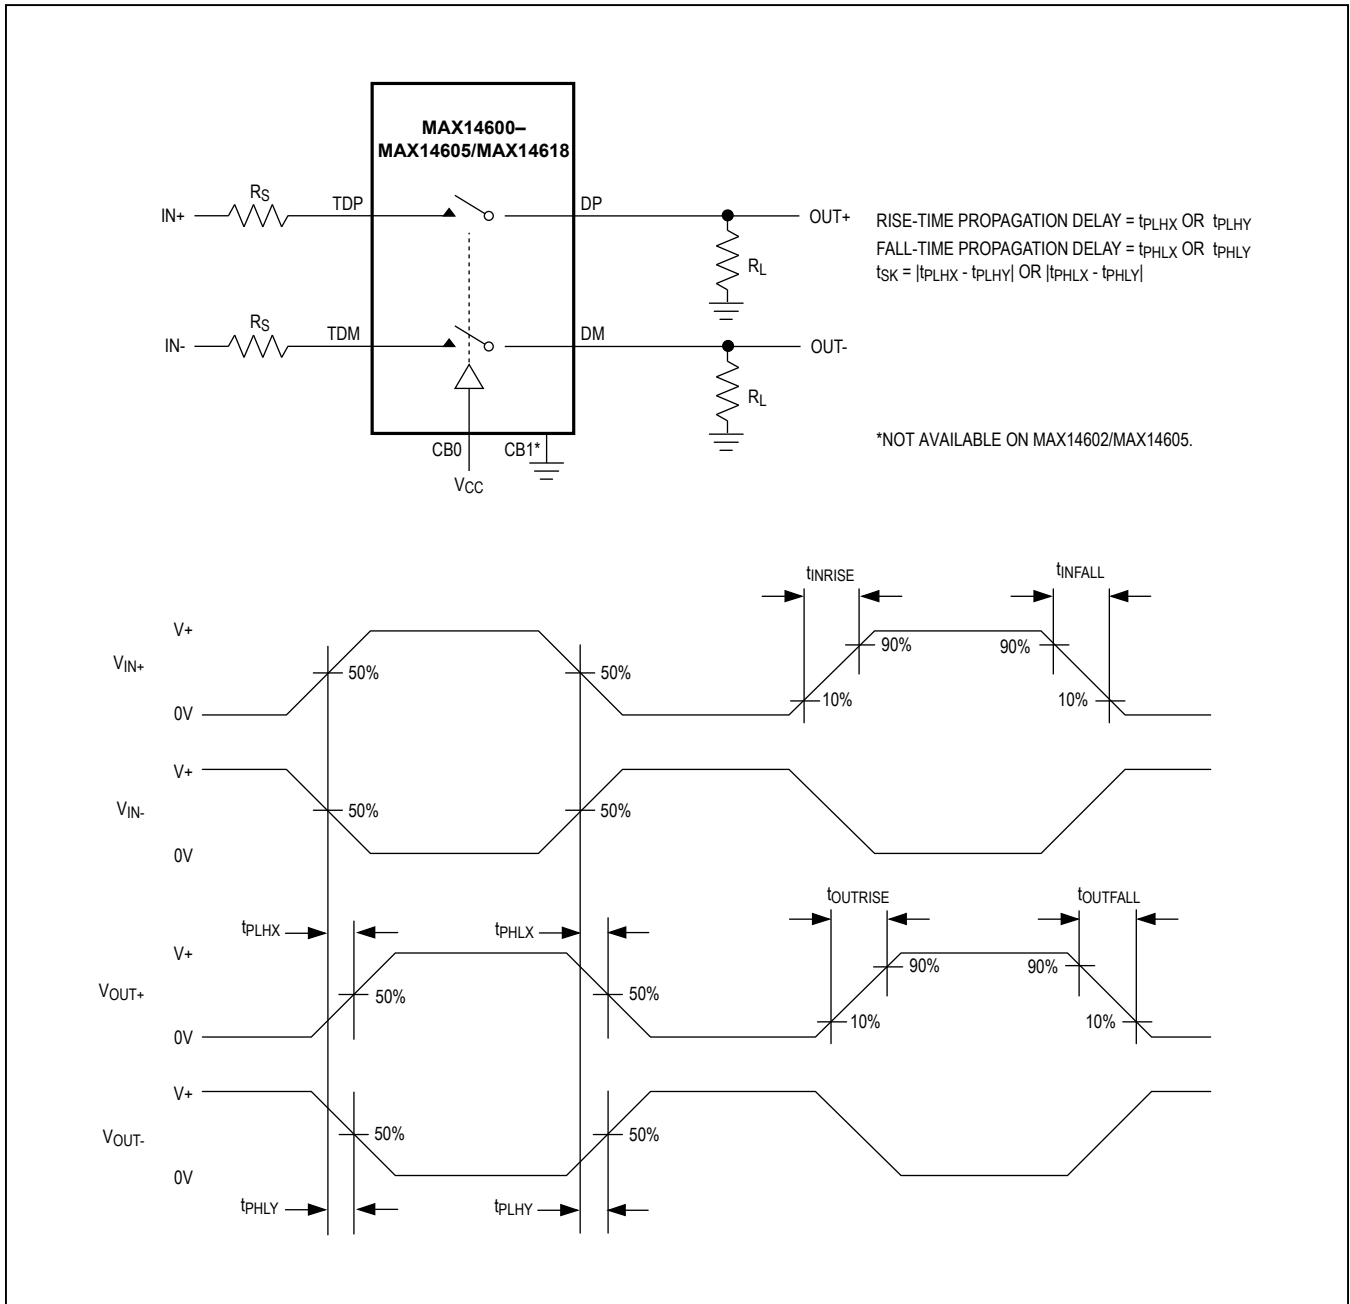 MAX14600–
MAX14605/MAX14618
IN+
RS
TDP
DP
OUT+
RL
RISE-TIME PROPAGATION DELAY = tPLHX OR tPLHY
FALL-TIME PROPAGATION DELAY = tPHLX OR tPHLY
tSK = |tPLHX - tPLHY| OR |tPHLX - tPHLY|
IN-
RS
TDM
DM
OUT-
RL
CB0
CB1*
VCC
*NOT AVAILABLE ON MAX14602/MAX14605.
tINRISE
tINFALL
V+
VIN+
0V
50%
50%
90%
10%
90%
10%
V+
VIN-
0V
50%
50%
tPLHX
tPHLX
tOUTRISE
tOUTFALL
V+
VOUT+
0V
50%
50%
90%
10%
90%
10%
V+
VOUT-
0V
50%
50%
tPHLY
tPLHY